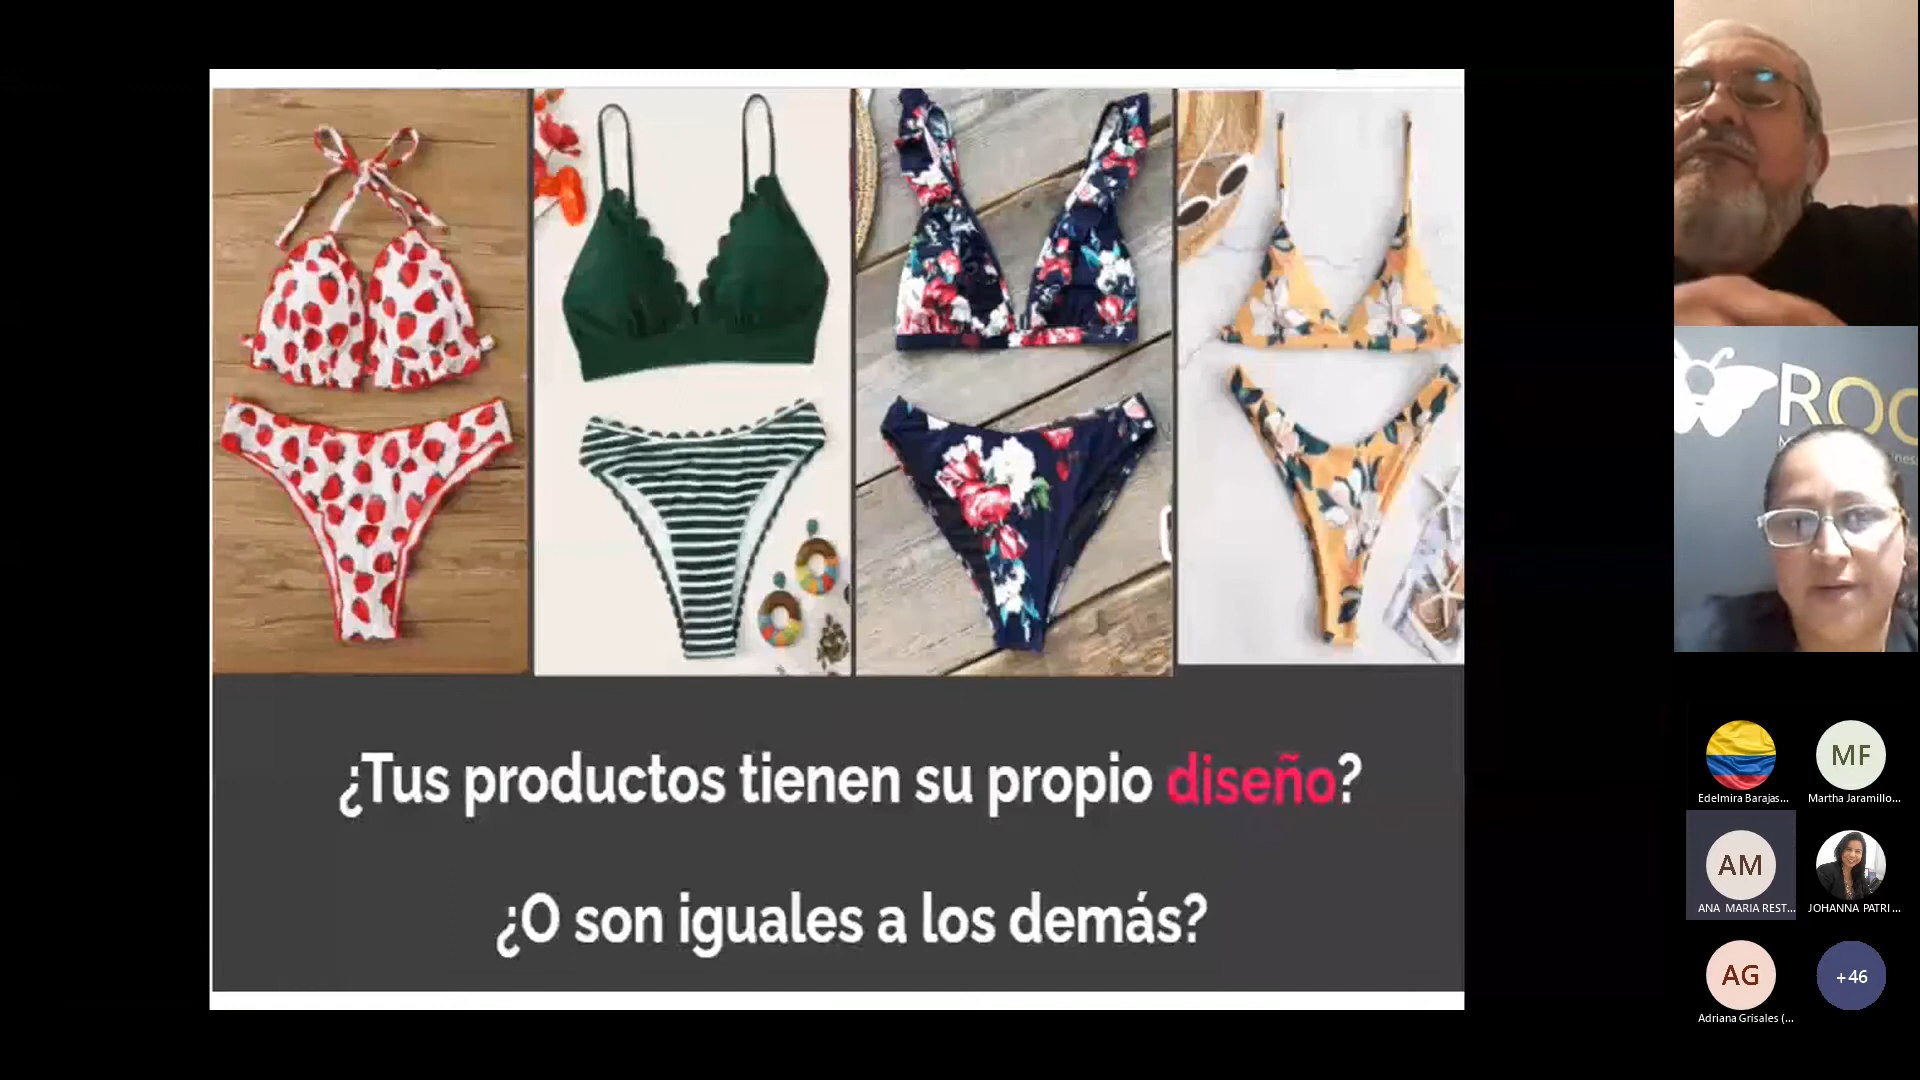 ¿Tus productos tienen su propio diseño?
¿O son iguales a los demás?
ROC
Edelmira Barajas...
MF
Martha Jaramillo...
AM
ANA MARIA REST...
JOHANNA PATRI...
AG
Adriana Grisales (...
+46